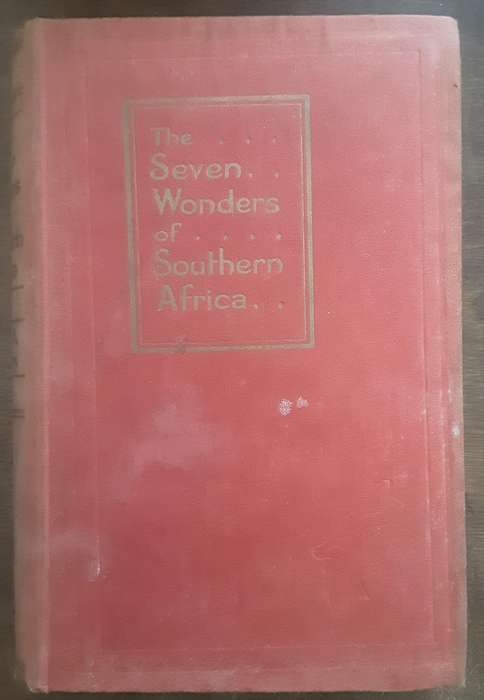 The . . .
Seven . .
Wonders
of . . . .
Southern
Africa . .